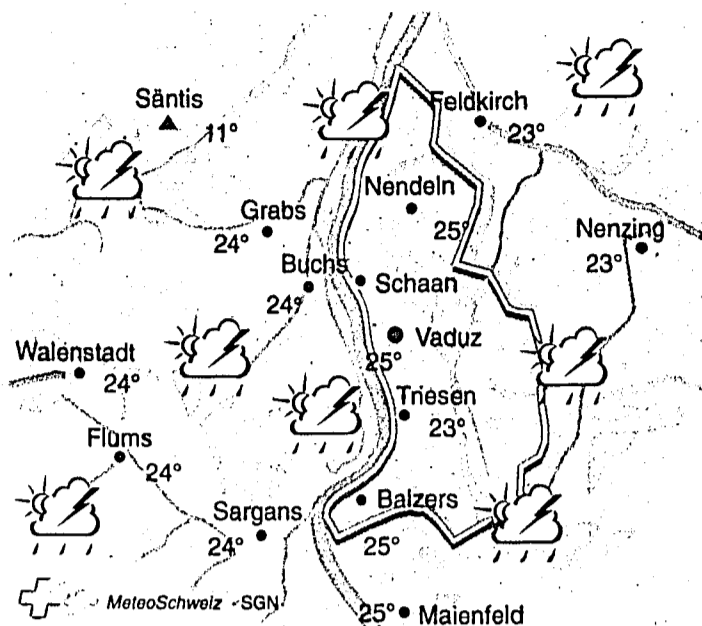 Säntis
11°
Feldkirch
23°
Nendeln
25°
Grabs
24°
Nenzing
23°
Buchs
24°
Schaan
Vaduz
25°
Walenstadt
24°
Triesen
23°
Flums
24°
Balzers
25°
Sargans
24°
MeteoSchweiz - SGN
25°
Maienfeld